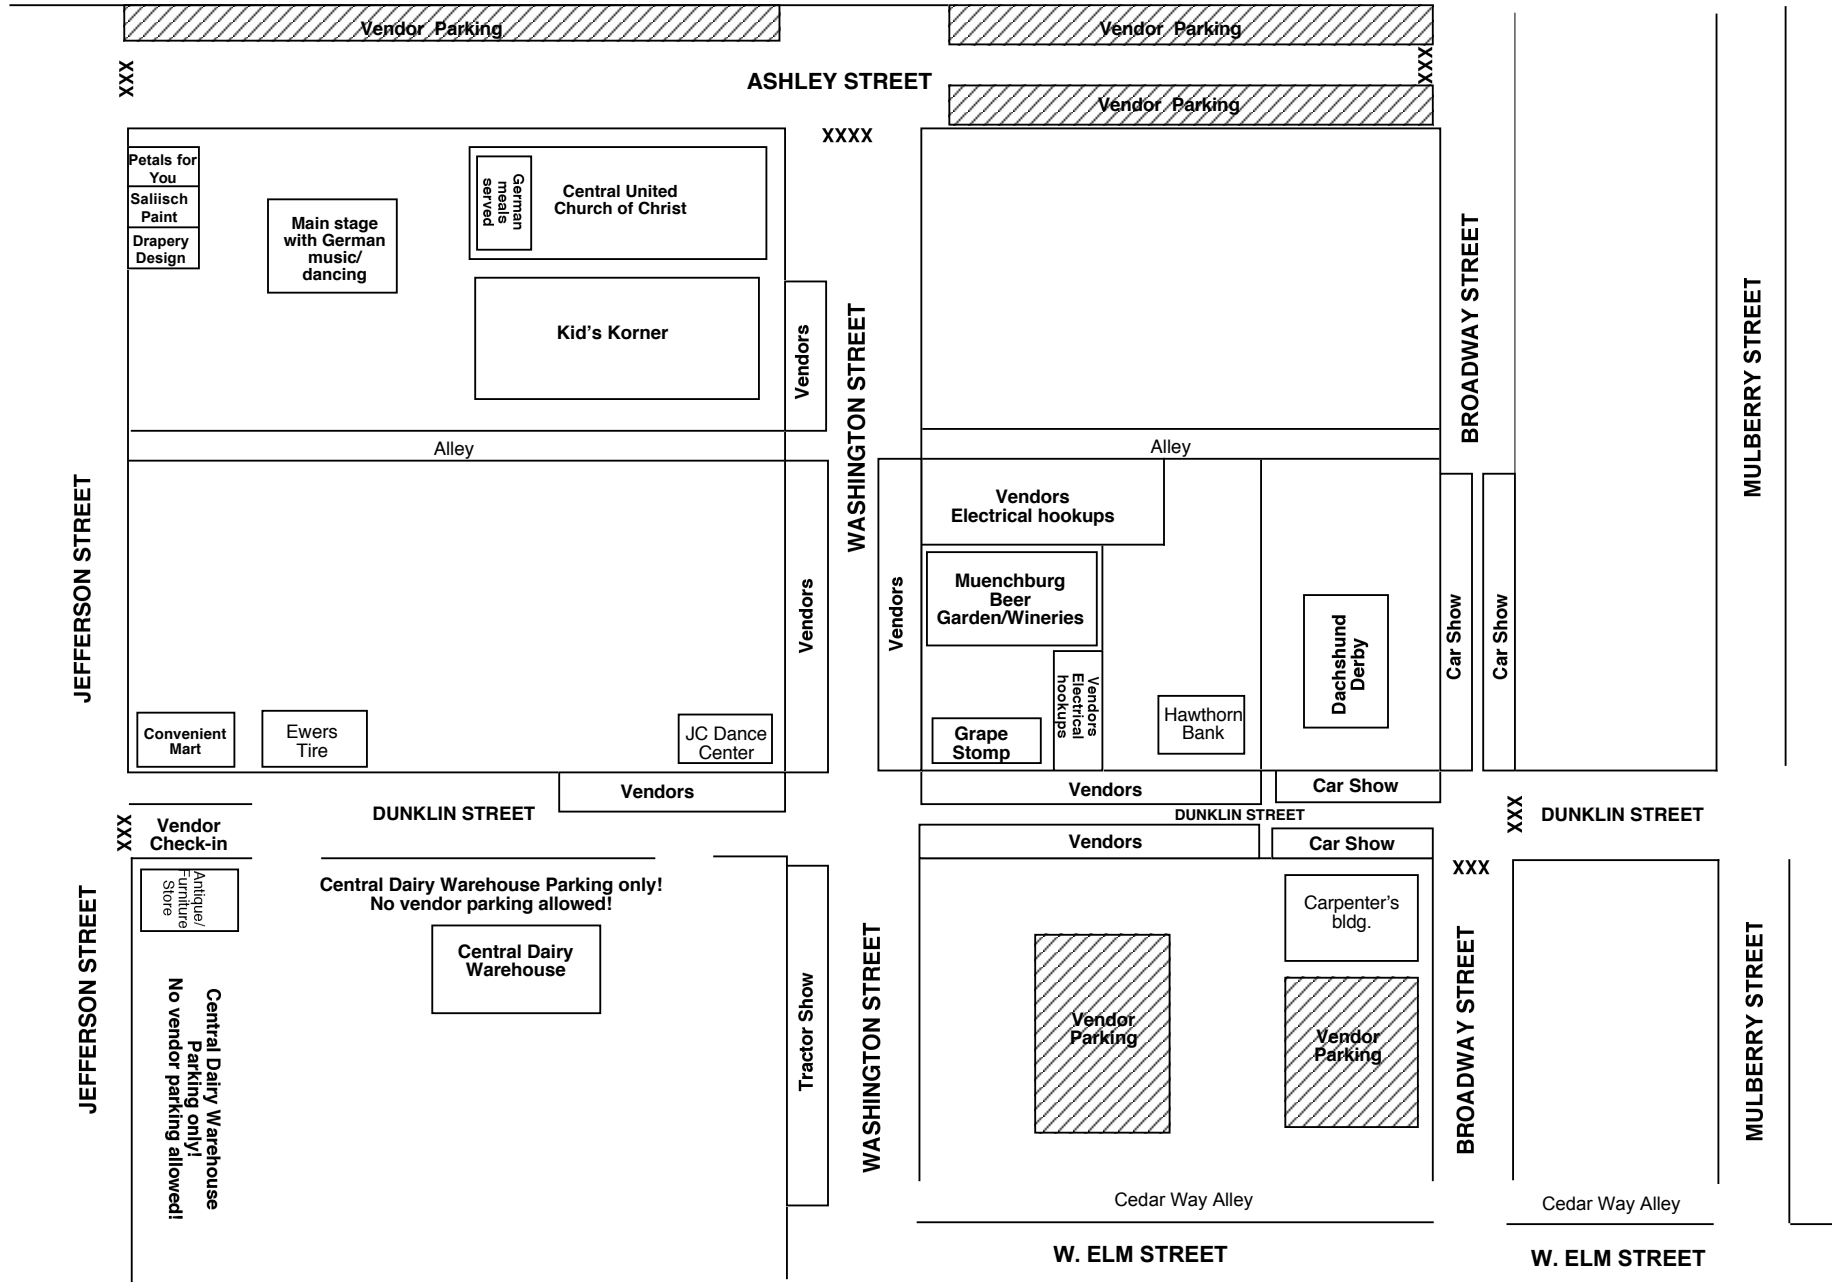 Vendor Parking
Vendor Parking
XXX
XXX
ASHLEY STREET
Vendor Parking
XXXX
Petals for
You
Saliisch
Paint
Drapery
Design
Main stage
with German
music/
dancing
German
meals
served
Central United
Church of Christ
Kid's Korner
Vendors
Alley
WASHINGTON STREET
BROADWAY STREET
MULBERRY STREET
Alley
JEFFERSON STREET
Vendors
Vendors
Vendors
Electrical hookups
Muenchburg
Beer
Garden/Wineries
Vendors
Electrical
hookups
Grape
Stomp
Hawthorn
Bank
Dachshund
Derby
Car Show
Car Show
Convenient
Mart
Ewers
Tire
JC Dance
Center
Vendors
Vendors
Car Show
XXX
Vendor
Check-in
DUNKLIN STREET
DUNKLIN STREET
XXX
DUNKLIN STREET
Vendors
Car Show
XXX
Antique/
Furniture
Store
Central Dairy Warehouse Parking only!
No vendor parking allowed!
Central Dairy
Warehouse
JEFFERSON STREET
Central Dairy Warehouse
Parking only!
No vendor parking allowed!
Tractor Show
WASHINGTON STREET
Carpenter's
bldg.
Vendor
Parking
Vendor
Parking
BROADWAY STREET
MULBERRY STREET
Cedar Way Alley
Cedar Way Alley
W. ELM STREET
W. ELM STREET